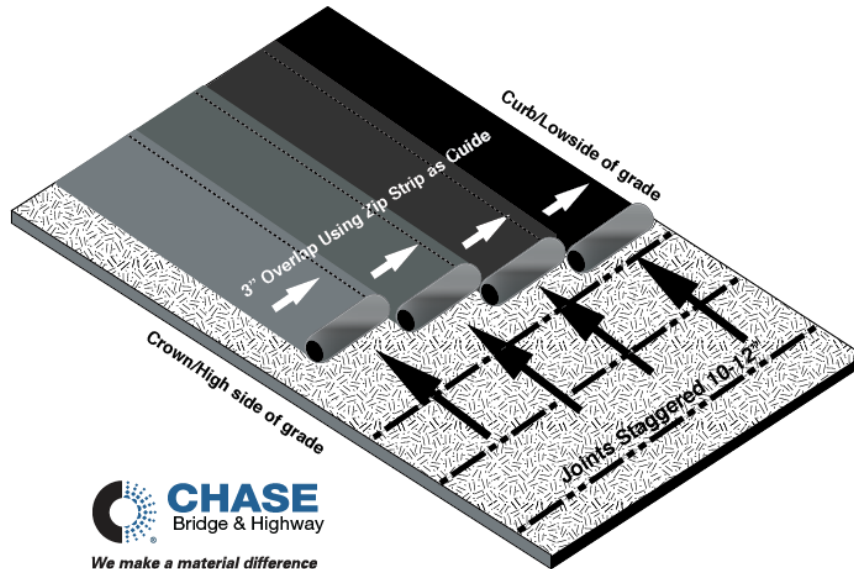 Curb/Lowside of grade
3” Overlap Using Zip Strip as Guide
Crown/High side of grade
Joints Staggered 10-12”
CHASE
Bridge & Highway
®
We make a material difference